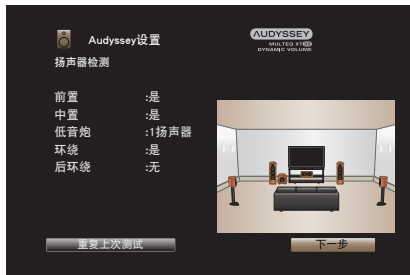 Audyssey设置
AUDYSSEY
MULTEQ XT32
DYNAMIC VOLUME
扬声器检测
前置 :是
中置 :是
低音炮 :1扬声器
环绕 :是
后环绕 :无
重复上次测试
下一步